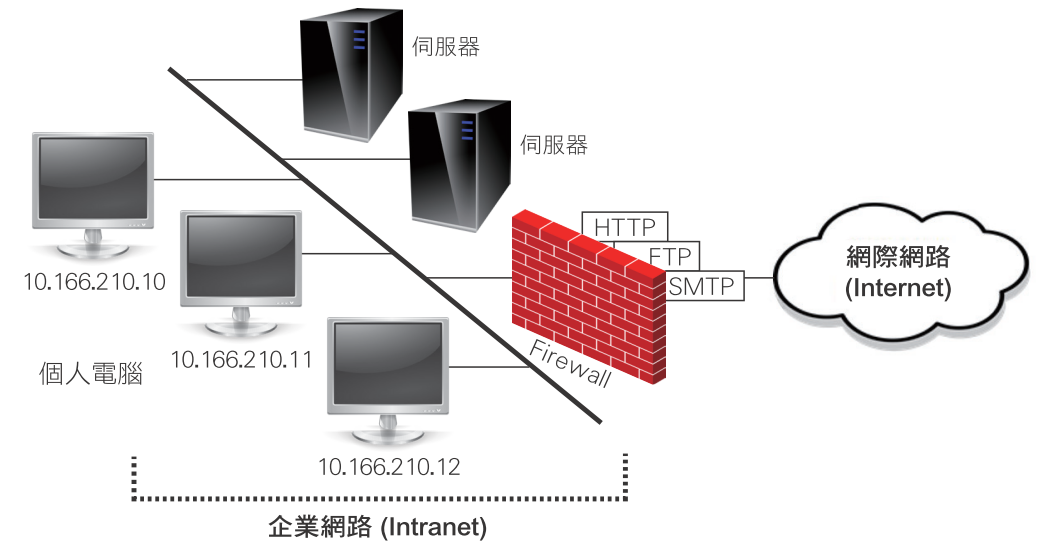 伺服器
伺服器
10.166.210.10
10.166.210.11
10.166.210.12
個人電腦
Firewall
HTTP
FTP
SMTP
網際網路
(Internet)
企業網路 (Intranet)